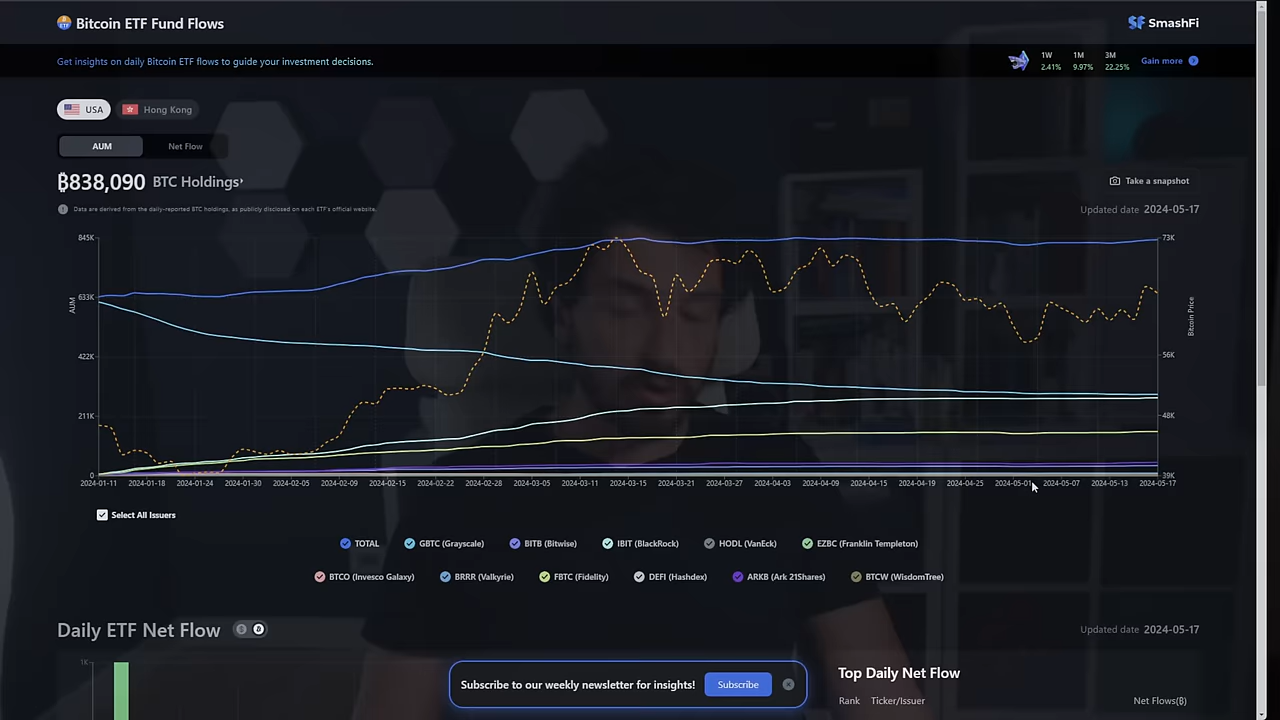 Bitcoin ETF Fund Flows
SmashFi
Get insights on daily Bitcoin ETF flows to guide your investment decisions.
1W 1M 3M
2.41% 9.97% 22.25%
Gain more
USA Hong Kong
AUM Net Flow
₿838,090 BTC Holdings
Take a snapshot
Data are derived from the daily-reported BTC holdings, as publicly disclosed on each ETF's official website.
Updated date 2024-05-17
845K
633K
422K
211K
0
AUM
73K
56K
48K
39K
Bitcoin Price
2024-01-11 2024-01-18 2024-01-24 2024-01-30 2024-02-05 2024-02-09 2024-02-15 2024-02-22 2024-02-28 2024-03-05 2024-03-11 2024-03-15 2024-03-21 2024-03-27 2024-04-03 2024-04-09 2024-04-15 2024-04-19 2024-04-25 2024-05-01 2024-05-07 2024-05-13 2024-05-17
Select All Issuers
TOTAL GBTC (Grayscale) BITB (Bitwise) IBIT (BlackRock) HODL (VanEck) EZBC (Franklin Templeton)
BTCO (Invesco Galaxy) BRRR (Valkyrie) FBTC (Fidelity) DEFI (Hashdex) ARKB (Ark 21Shares) BTCW (WisdomTree)
Daily ETF Net Flow
Updated date 2024-05-17
1K
Subscribe to our weekly newsletter for insights! Subscribe
Top Daily Net Flow
Rank Ticker/Issuer Net Flows(₿)